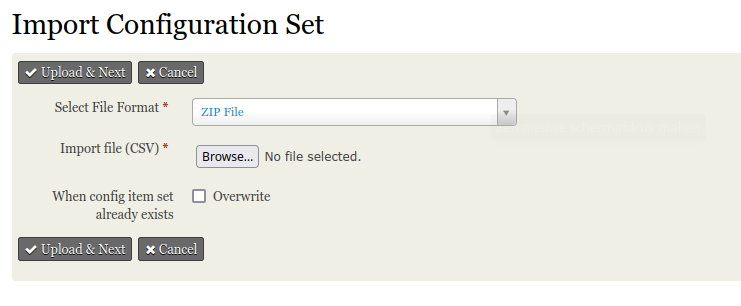 Import Configuration Set
Upload & Next Cancel
Select File Format * ZIP File
Import file (CSV) * Browse... No file selected.
When config item set Overwrite
already exists
Upload & Next Cancel